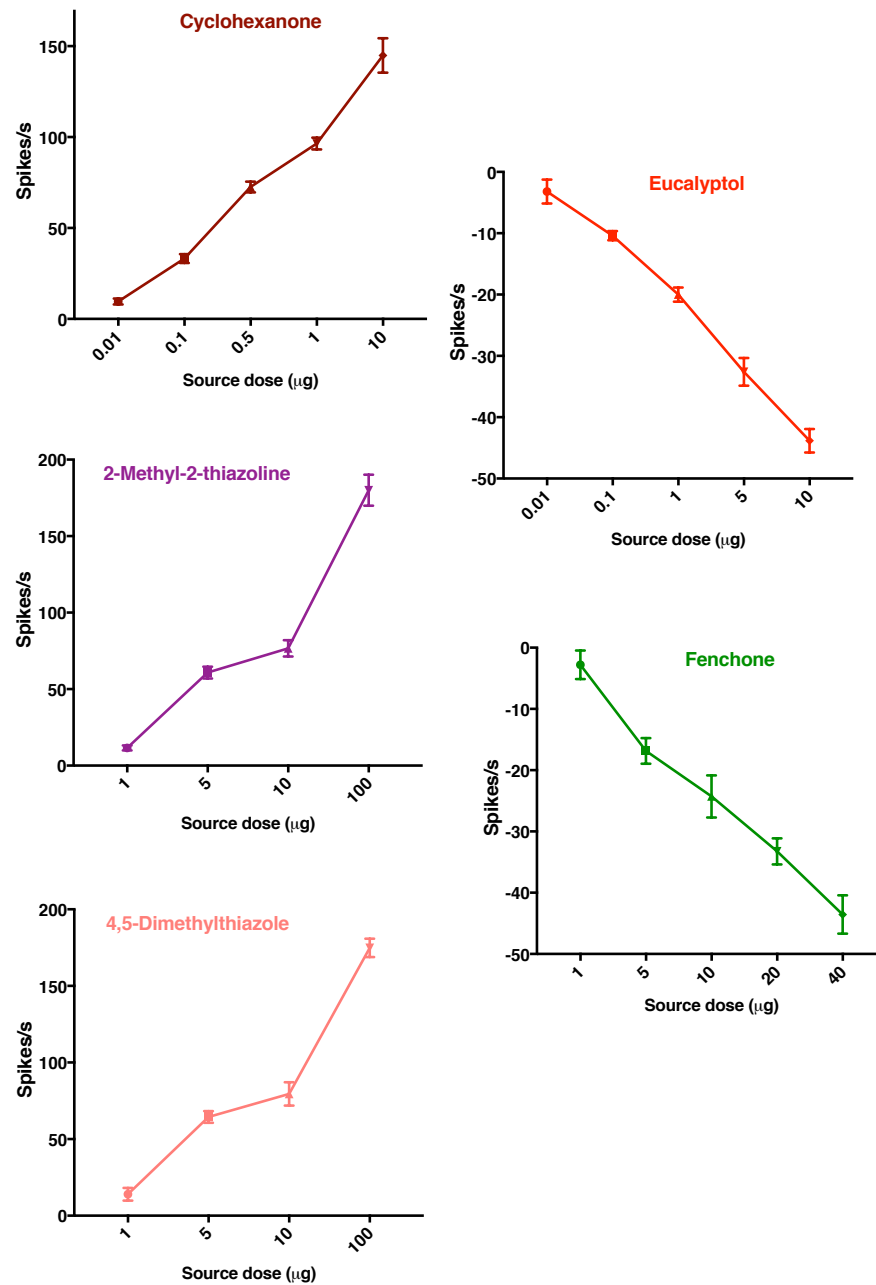 Cyclohexanone
150
100
50
0
Spikes/s
0.01 0.1 0.5 1 10
Source dose (μg)
2-Methyl-2-thiazoline
200
150
100
50
0
Spikes/s
1 5 10 100
Source dose (μg)
4,5-Dimethylthiazole
200
150
100
50
0
Spikes/s
1 5 10 100
Source dose (μg)
Eucalyptol
0
-10
-20
-30
-40
-50
Spikes/s
0.01 0.1 1 5 10
Source dose (μg)
Fenchone
0
-10
-20
-30
-40
-50
Spikes/s
1 5 10 20 40
Source dose (μg)